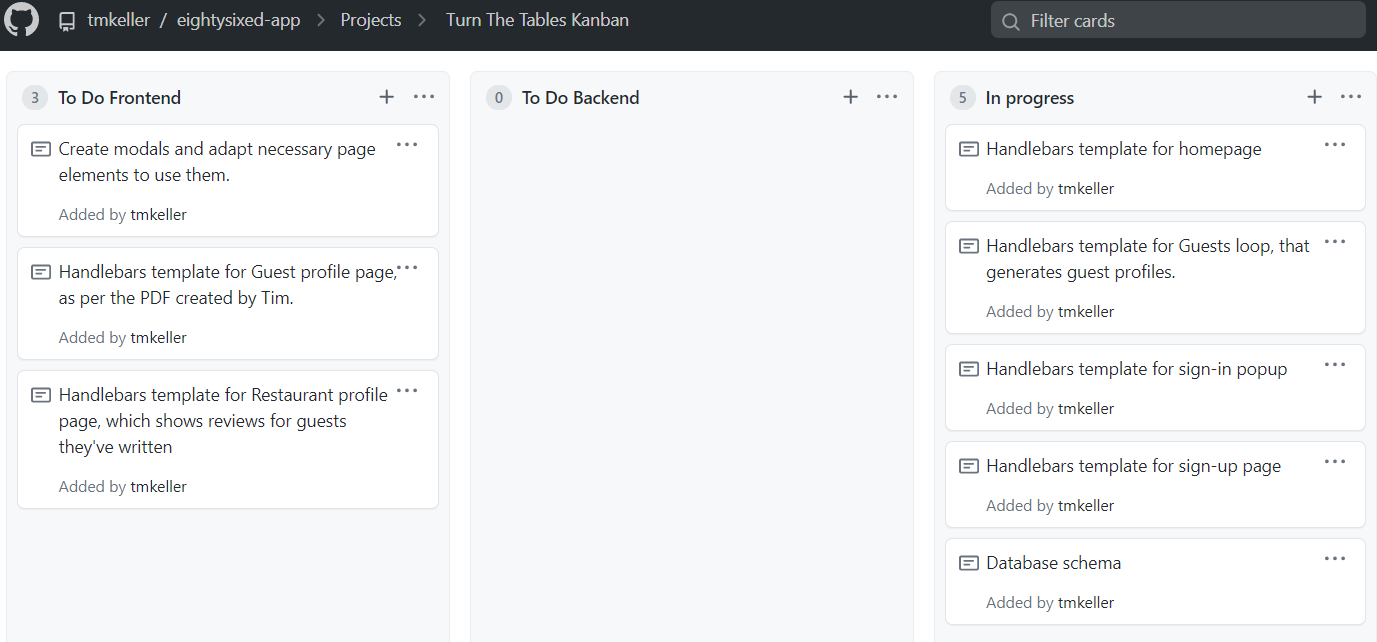 tmkeller / eightysixed-app > Projects > Turn The Tables Kanban
Filter cards
3 To Do Frontend
Create modals and adapt necessary page
elements to use them.
Added by tmkeller
Handlebars template for Guest profile page,
as per the PDF created by Tim.
Added by tmkeller
Handlebars template for Restaurant profile
page, which shows reviews for guests
they've written
Added by tmkeller
0 To Do Backend
5 In progress
Handlebars template for homepage
Added by tmkeller
Handlebars template for Guests loop, that
generates guest profiles.
Added by tmkeller
Handlebars template for sign-in popup
Added by tmkeller
Handlebars template for sign-up page
Added by tmkeller
Database schema
Added by tmkeller